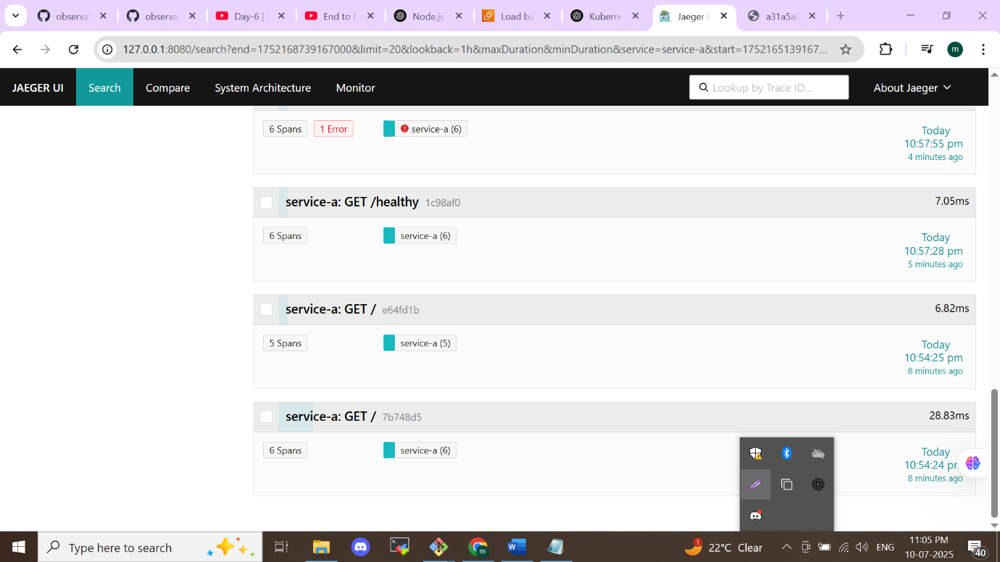 observa
observa
Day-6 |
End to E
Node.js
Load ba
Kuberne
Jaeger U
a31a5a8
127.0.0.1:8080/search?end=1752168739167000&limit=20&lookback=1h&maxDuration&minDuration&service=service-a&start=1752165139167...
m
JAEGER UI
Search
Compare
System Architecture
Monitor
Lookup by Trace ID...
About Jaeger
6 Spans
1 Error
service-a (6)
Today
10:57:55 pm
4 minutes ago
service-a: GET /healthy 1c98af0
7.05ms
6 Spans
service-a (6)
Today
10:57:28 pm
5 minutes ago
service-a: GET / e64fd1b
6.82ms
5 Spans
service-a (5)
Today
10:54:25 pm
8 minutes ago
service-a: GET / 7b748d5
28.83ms
6 Spans
service-a (6)
Today
10:54:24 pm
8 minutes ago
Type here to search
1
22°C Clear
ENG
11:05 PM
10-07-2025
40